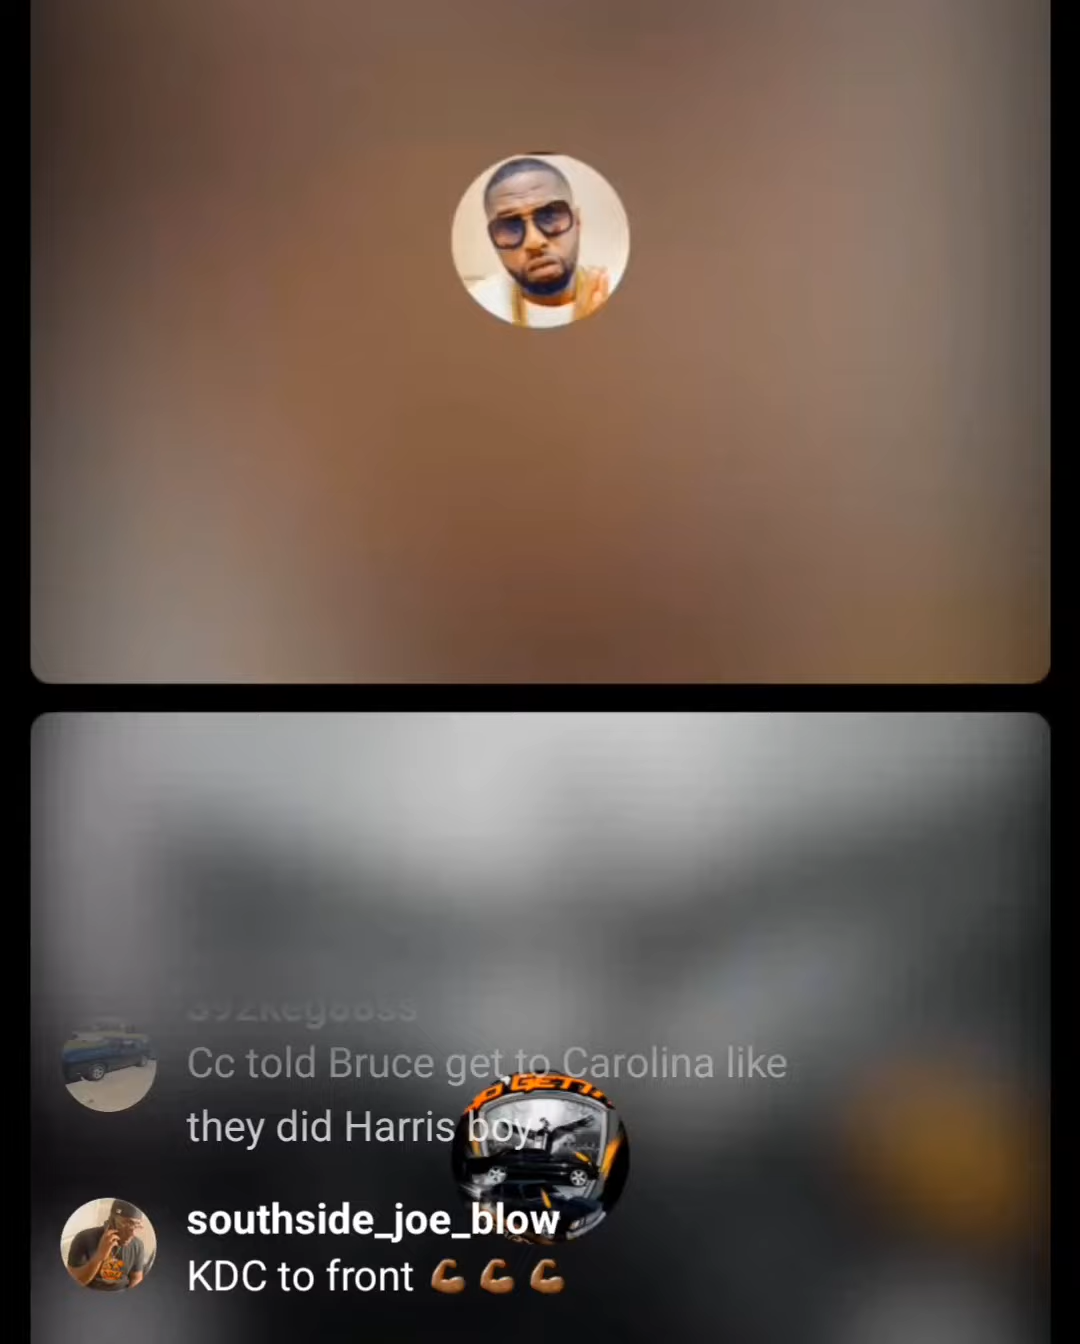 Cc told Bruce get to Carolina like
they did Harris boy
southside_joe_blow
KDC to front 💪🏾💪🏾💪🏾